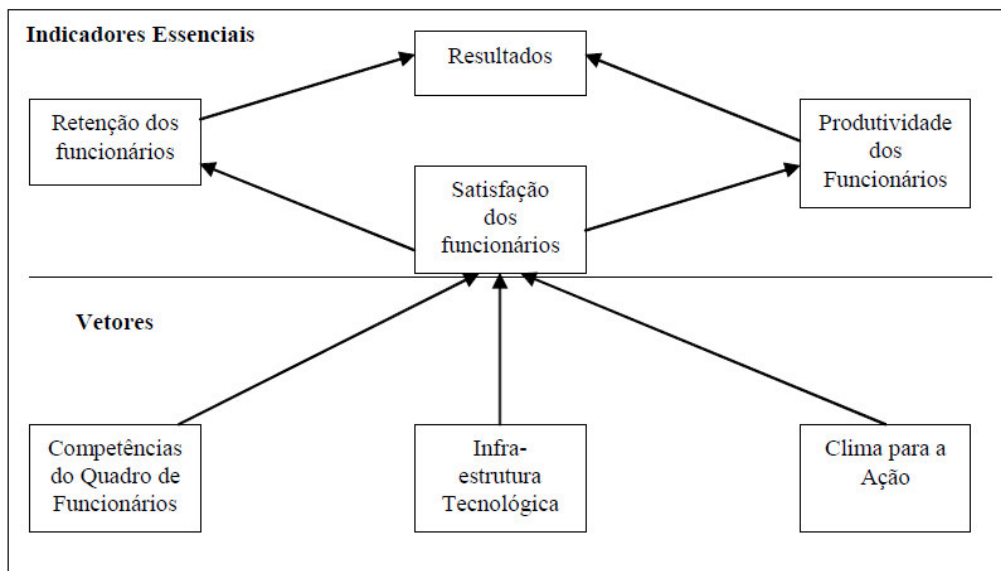 Indicadores Essenciais
Resultados
Retenção dos
funcionários
Produtividade
dos
Funcionários
Satisfação
dos
funcionários
Vetores
Competências
do Quadro de
Funcionários
Infra-
estrutura
Tecnológica
Clima para a
Ação